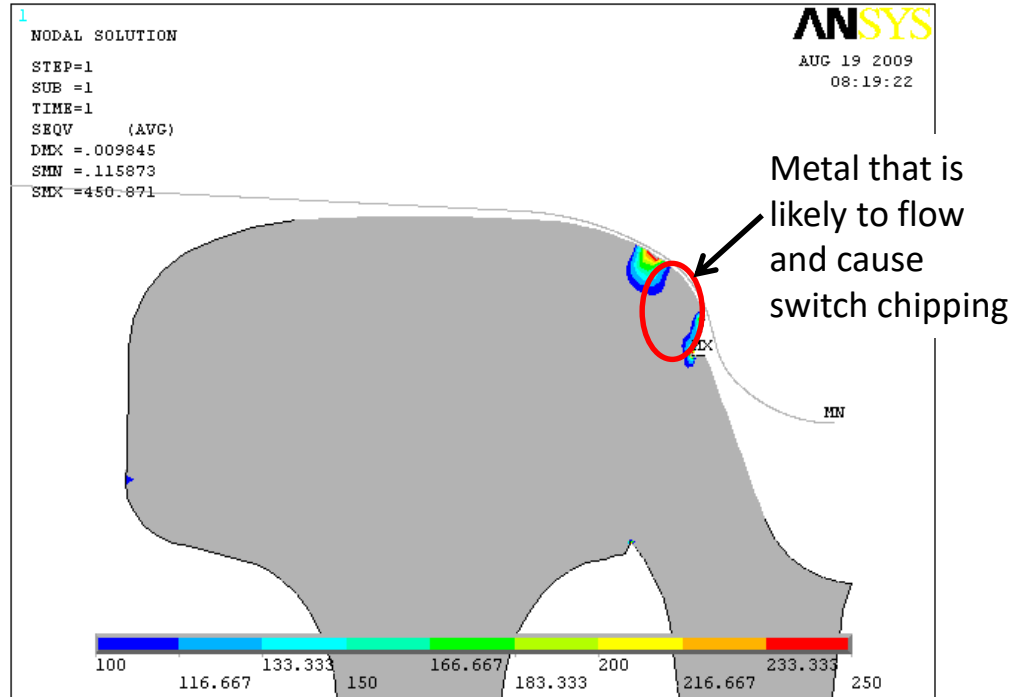 1
NODAL SOLUTION
STEP=1
SUB =1
TIME=1
SEQV (AVG)
DMX =.009845
SMN =.115873
SMX =450.871
ANSYS
AUG 19 2009
08:19:22
Metal that is
likely to flow
and cause
switch chipping
MX
MN
100 133.333 166.667 200 233.333
116.667 150 183.333 216.667 250